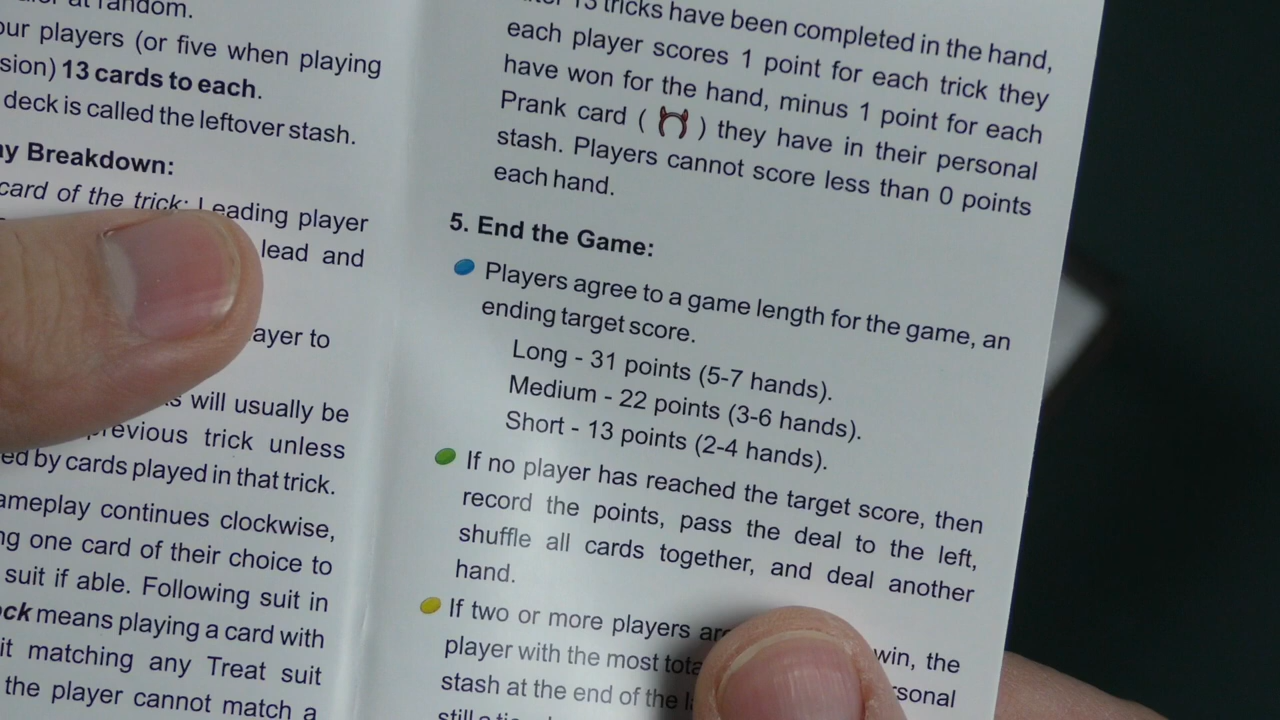 at random.
our players (or five when playing
sion) 13 cards to each.
deck is called the leftover stash.
ay Breakdown:
card of the trick: Leading player
lead and
ayer to
will usually be
previous trick unless
ed by cards played in that trick.
ameplay continues clockwise,
ng one card of their choice to
suit if able. Following suit in
ock means playing a card with
it matching any Treat suit
the player cannot match a
13 tricks have been completed in the hand,
each player scores 1 point for each trick they
have won for the hand, minus 1 point for each
Prank card ( ) they have in their personal
stash. Players cannot score less than 0 points
each hand.
5. End the Game:
Players agree to a game length for the game, an
ending target score.
Long - 31 points (5-7 hands).
Medium - 22 points (3-6 hands).
Short - 13 points (2-4 hands).
If no player has reached the target score, then
record the points, pass the deal to the left,
shuffle all cards together, and deal another
hand.
If two or more players win, the
player with the most
stash at the end of the